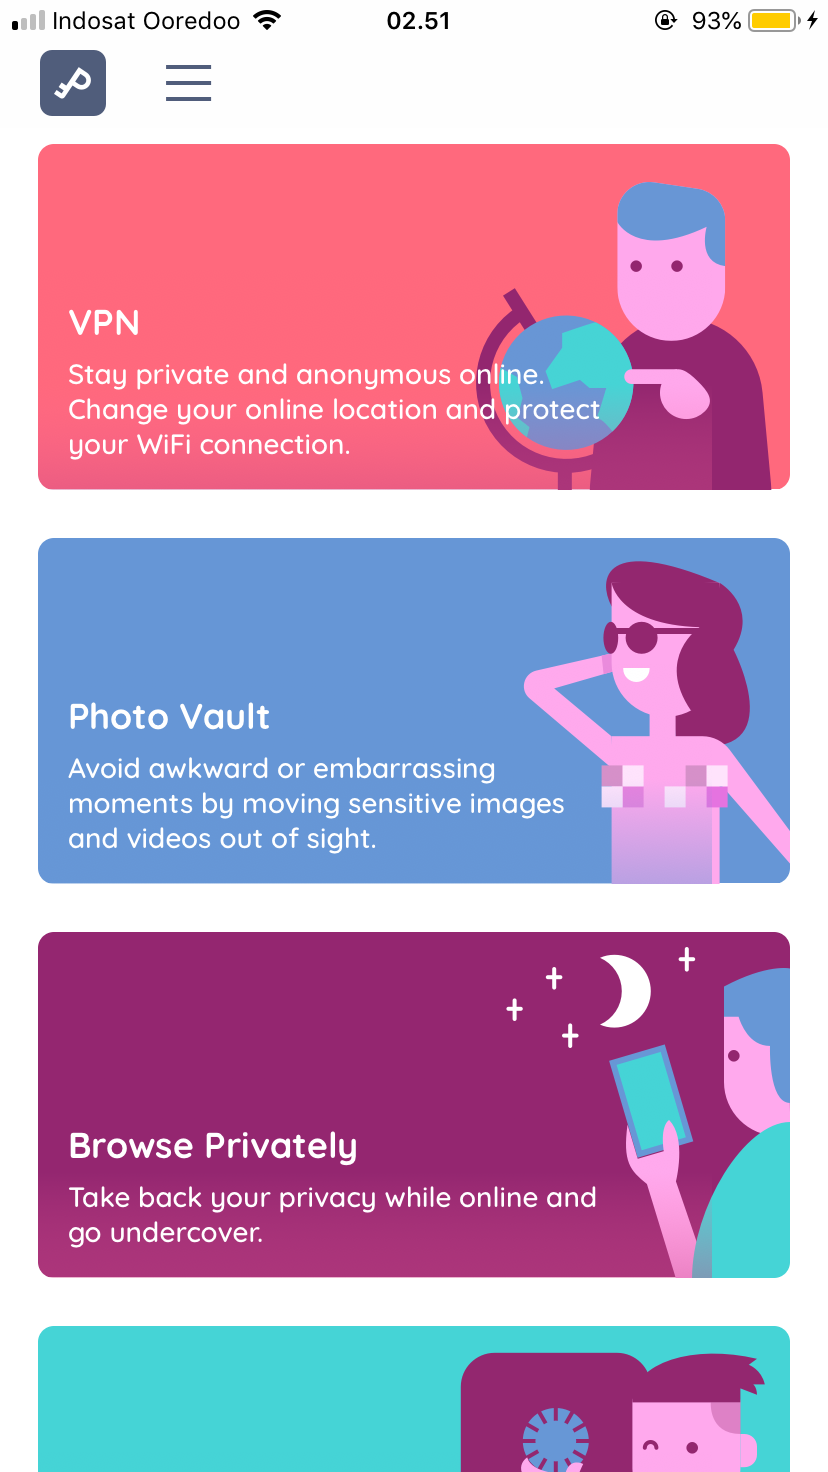 Indosat Ooredoo 02.51 93%
VPN
Stay private and anonymous online.
Change your online location and protect
your WiFi connection.
Photo Vault
Avoid awkward or embarrassing
moments by moving sensitive images
and videos out of sight.
Browse Privately
Take back your privacy while online and
go undercover.